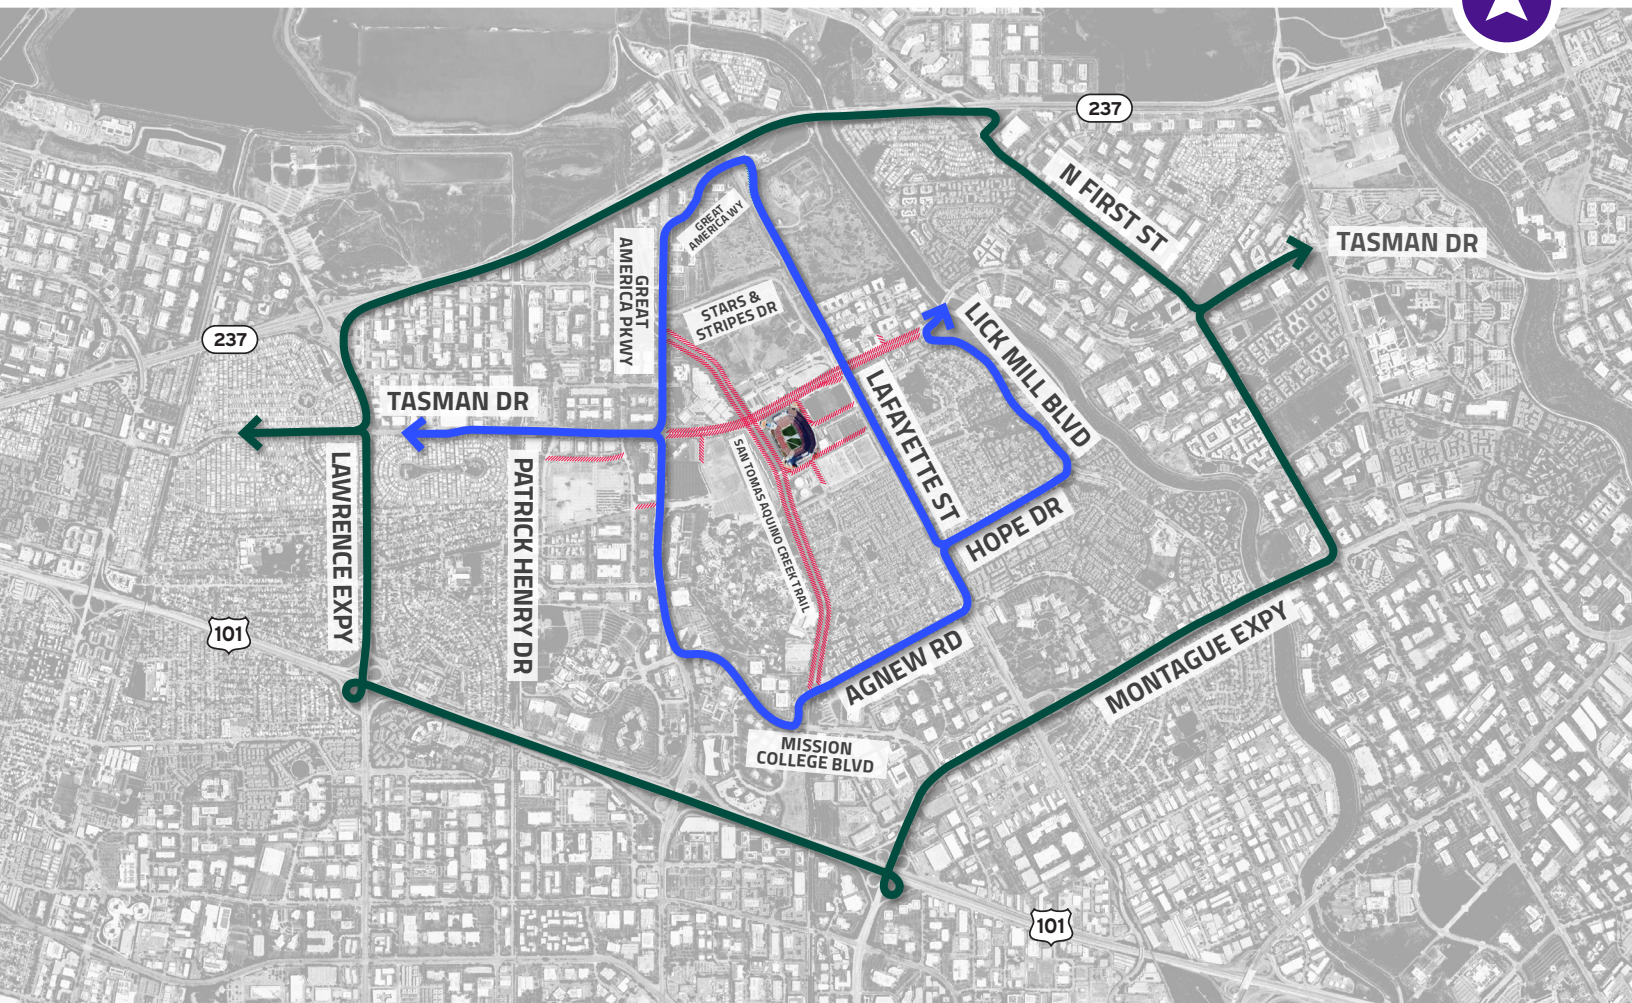 237
N FIRST ST
TASMAN DR
GREAT
AMERICA WY
GREAT
AMERICA PKWY
STARS &
STRIPES DR
237
LICK MILL BLVD
TASMAN DR
LAFAYETTE ST
LAWRENCE EXPY
PATRICK HENRY DR
SAN TOMAS AQUINO CREEK TRAIL
HOPE DR
101
AGNEW RD
MONTAGUE EXPY
MISSION
COLLEGE BLVD
101